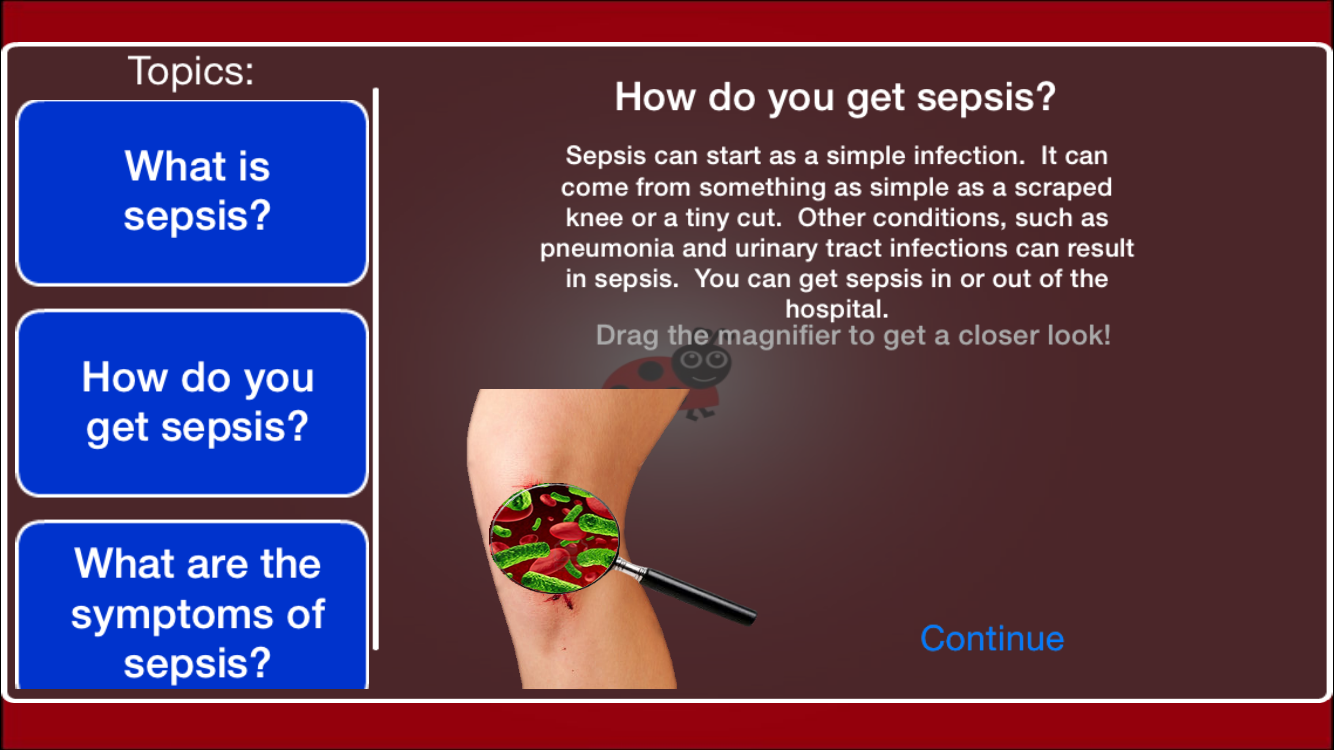 Topics:
What is
sepsis?
How do you
get sepsis?
What are the
symptoms of
sepsis?
How do you get sepsis?
Sepsis can start as a simple infection.  It can
come from something as simple as a scraped
knee or a tiny cut.  Other conditions, such as
pneumonia and urinary tract infections can result
in sepsis.  You can get sepsis in or out of the
hospital.
Drag the magnifier to get a closer look!
Continue